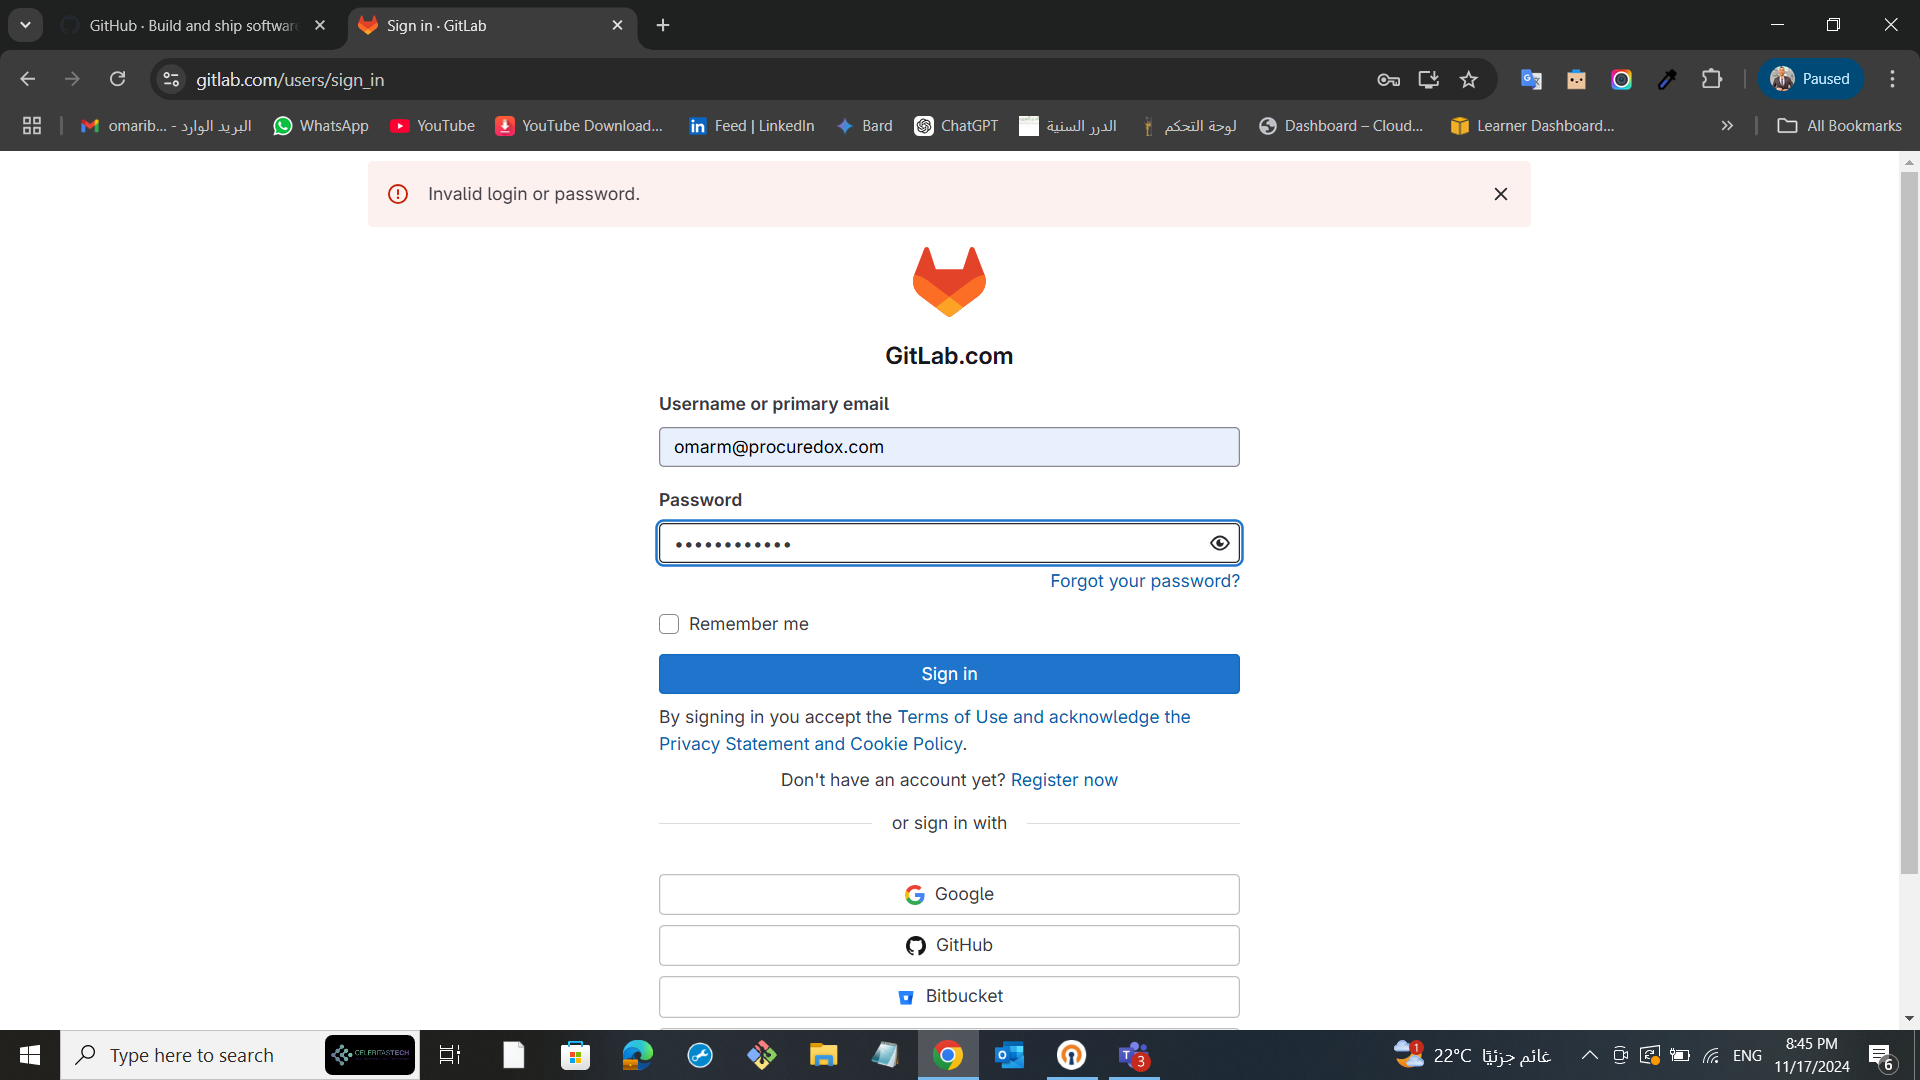 GitHub · Build and ship software
Sign in · GitLab
gitlab.com/users/sign_in
Paused
omarib... - البريد الوارد
WhatsApp
YouTube
YouTube Download...
Feed | LinkedIn
Bard
ChatGPT
الدرر السنية
لوحة التحكم
Dashboard – Cloud...
Learner Dashboard...
All Bookmarks
Invalid login or password.
GitLab.com
Username or primary email
omarm@procuredox.com
Password
Forgot your password?
Remember me
Sign in
By signing in you accept the Terms of Use and acknowledge the
Privacy Statement and Cookie Policy.
Don't have an account yet? Register now
or sign in with
Google
GitHub
Bitbucket
Type here to search
CELERITASTECH
3
1
22°C غائم جزئيًا
ENG
8:45 PM
11/17/2024
6